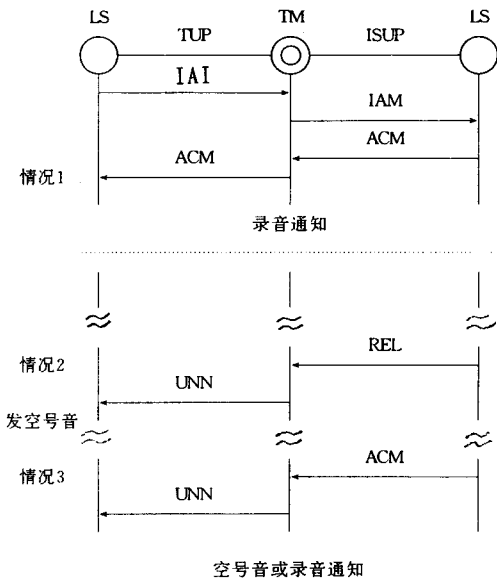 LS TM LS
TUP ISUP
IAI
IAM
ACM
ACM
情况1
录音通知
REL
情况2
UNN
发空号音
ACM
情况3
UNN
空号音或录音通知